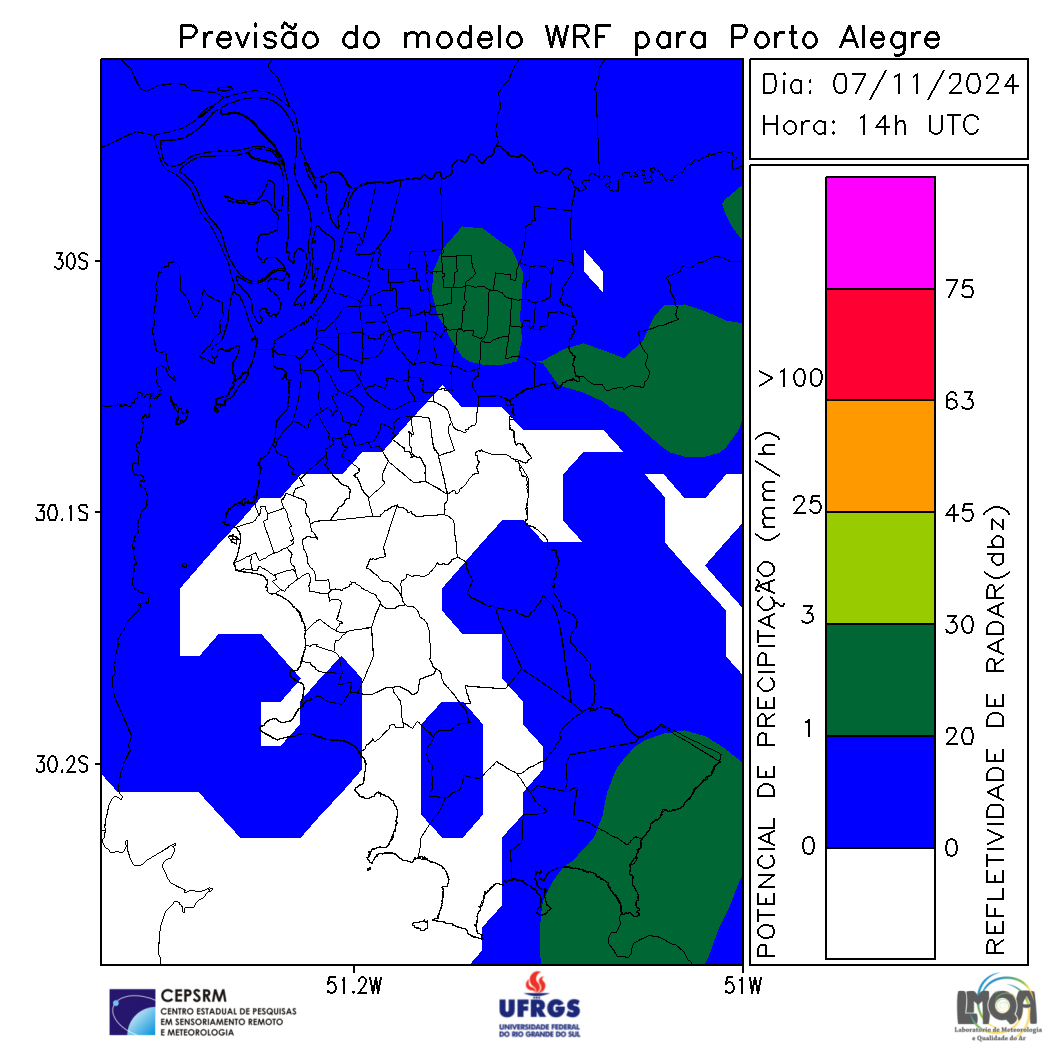 Previsão do modelo WRF para Porto Alegre
Dia: 07/11/2024
Hora: 14h UTC
30S
30.1S
30.2S
51.2W
51W
POTENCIAL DE PRECIPITAÇÃO (mm/h)
>100
25
3
1
0
75
63
45
30
20
0
REFLETIVIDADE DE RADAR(dbz)
CEPSRM
CENTRO ESTADUAL DE PESQUISAS
EM SENSORIAMENTO REMOTO
E METEOROLOGIA
UFRGS
UNIVERSIDADE FEDERAL
DO RIO GRANDE DO SUL
LMQA
Laboratório de Meteorologia
e Qualidade do Ar